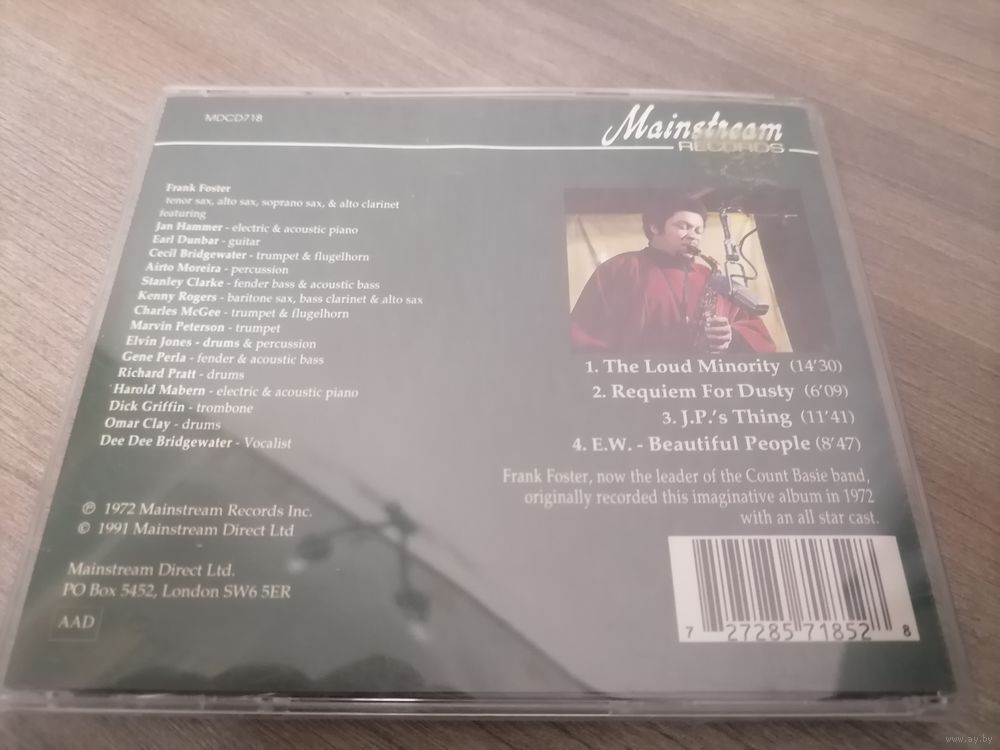 MDCD718
Mainstream
RECORDS
Frank Foster
tenor sax, alto sax, soprano sax, & alto clarinet
featuring
Jan Hammer - electric & acoustic piano
Earl Dunbar - guitar
Cecil Bridgewater - trumpet & flugelhorn
Airto Moreira - percussion
Stanley Clarke - fender bass & acoustic bass
Kenny Rogers - baritone sax, bass clarinet & alto sax
Charles McGee - trumpet & flugelhorn
Marvin Peterson - trumpet
Elvin Jones - drums & percussion
Gene Perla - fender & acoustic bass
Richard Pratt - drums
Harold Mabern - electric & acoustic piano
Dick Griffin - trombone
Omar Clay - drums
Dee Dee Bridgewater - Vocalist
℗ 1972 Mainstream Records Inc.
© 1991 Mainstream Direct Ltd
Mainstream Direct Ltd.
PO Box 5452, London SW6 5ER
AAD
1. The Loud Minority (14'30)
2. Requiem For Dusty (6'09)
3. J.P.'s Thing (11'41)
4. E.W. - Beautiful People (8'47)
Frank Foster, now the leader of the Count Basie band,
originally recorded this imaginative album in 1972
with an all star cast.
7 27285 71852 8
www.ay.by